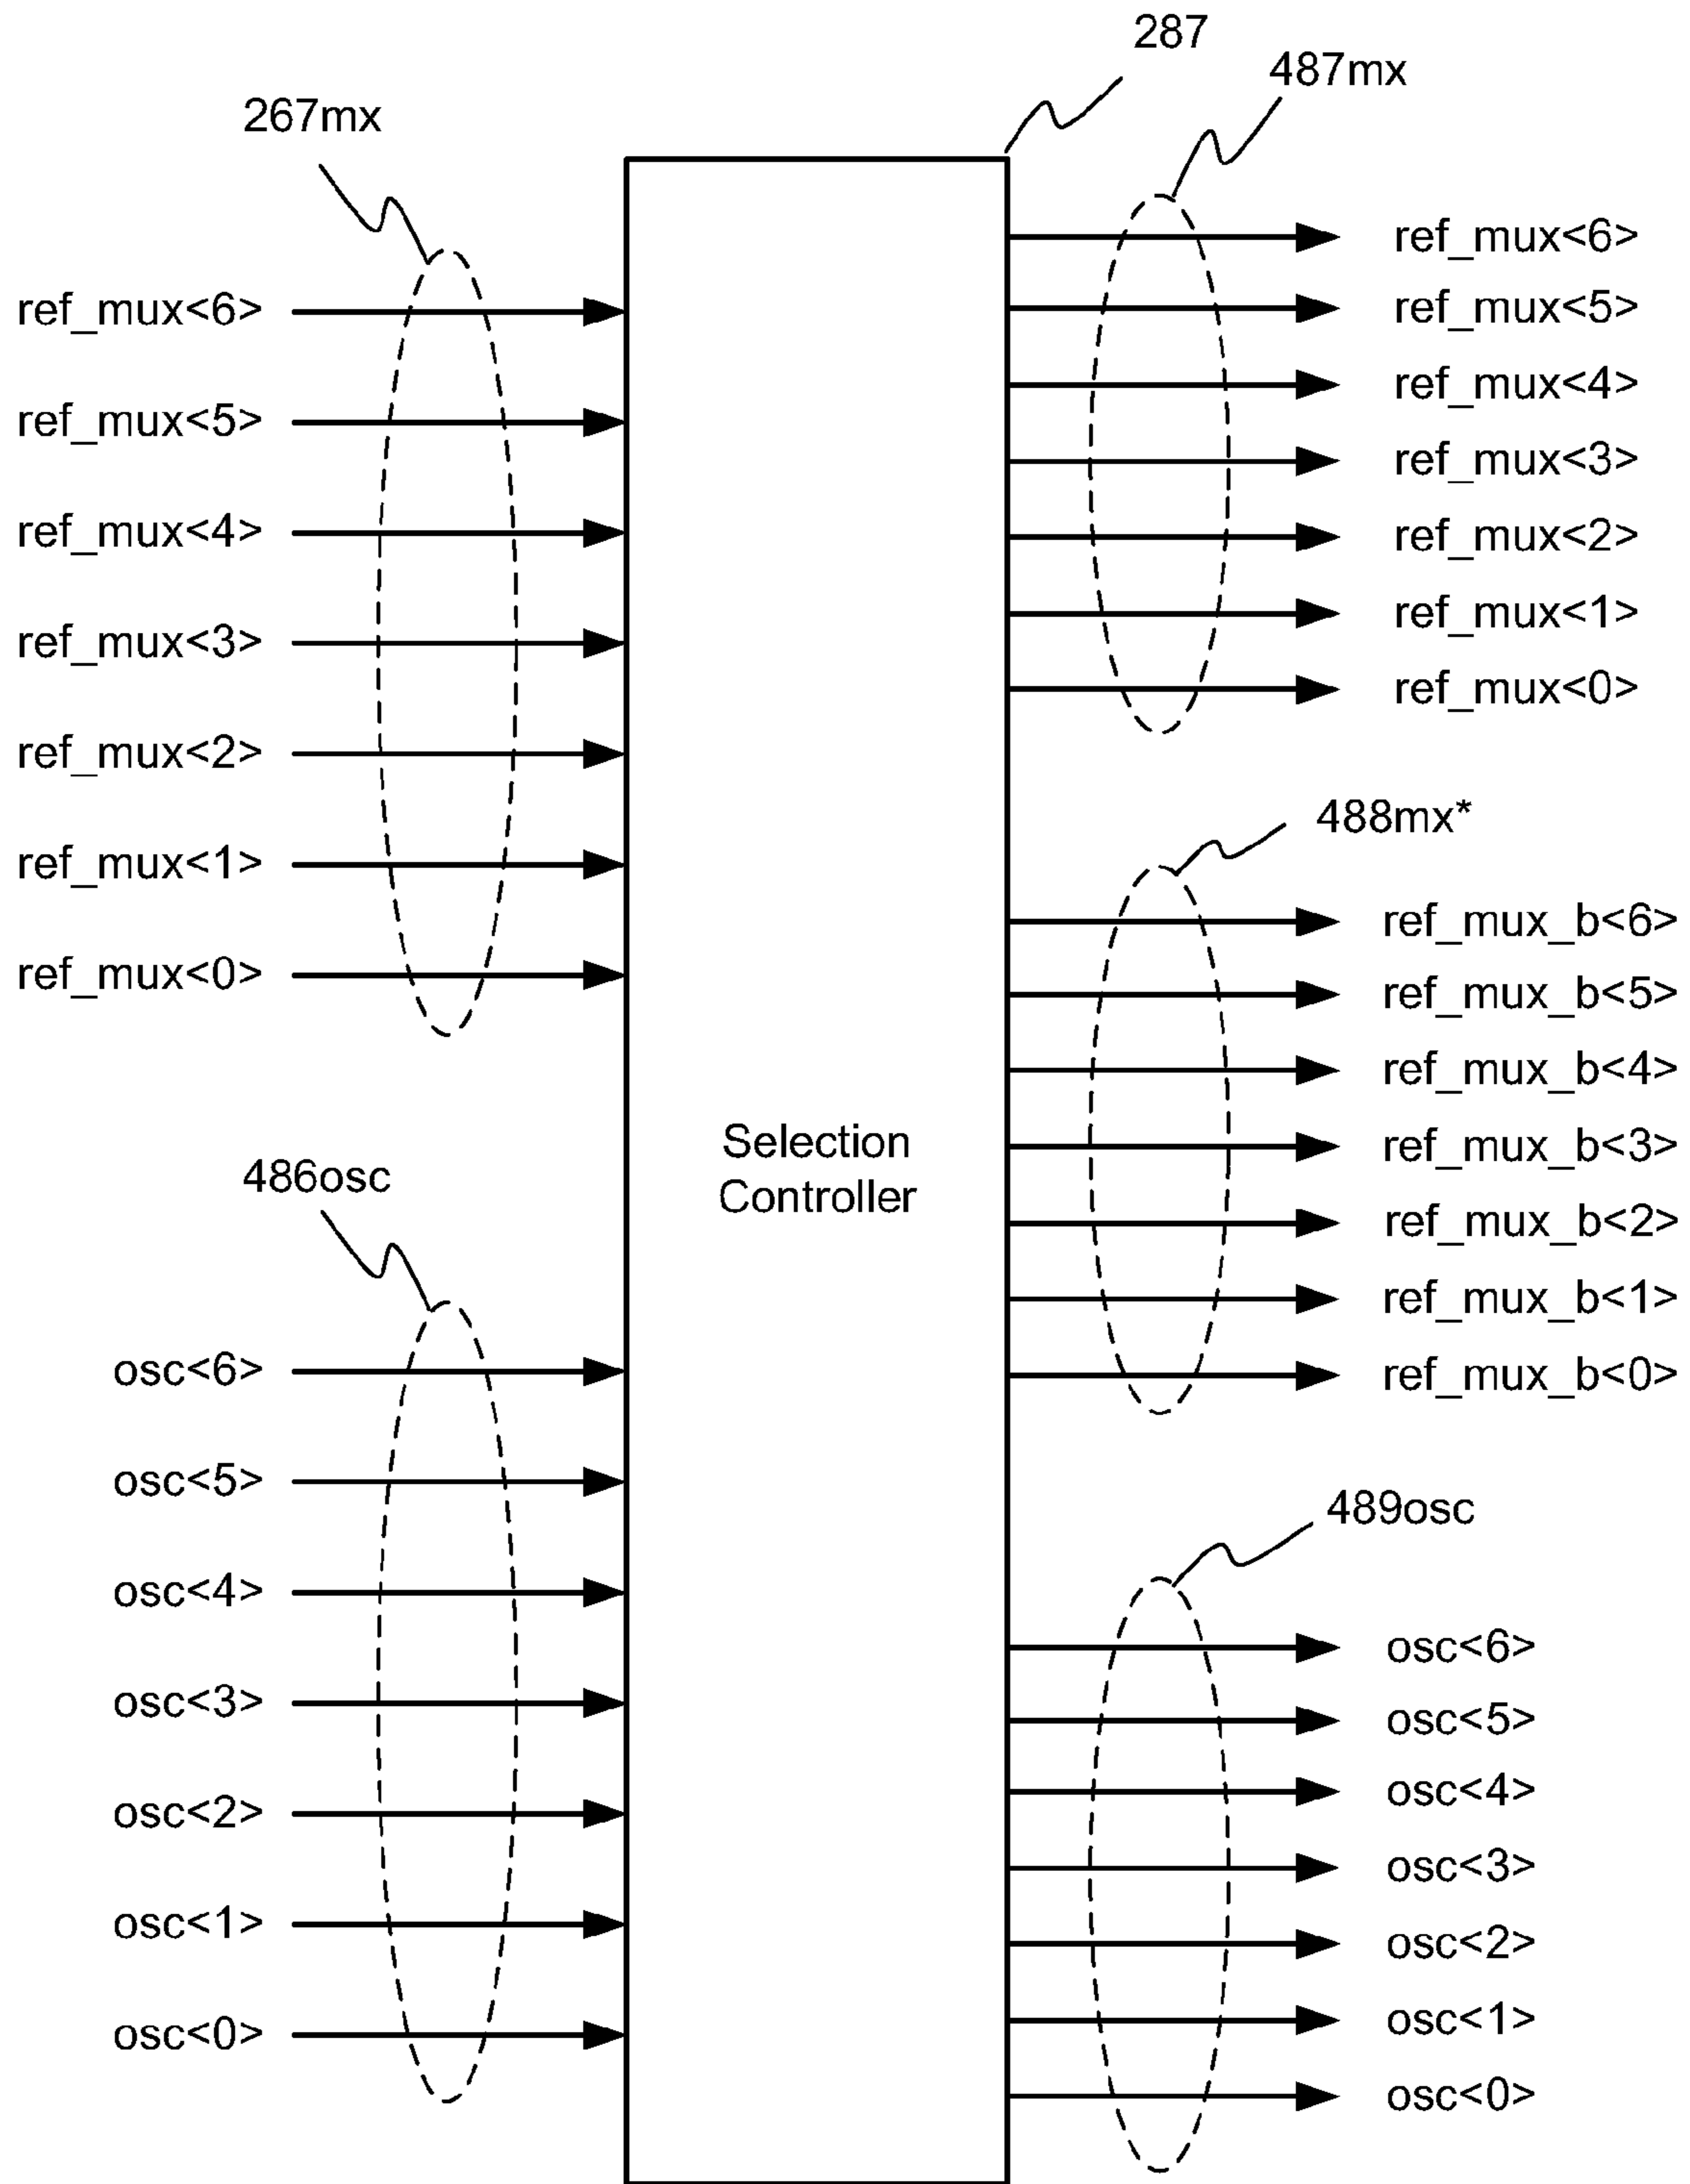 287
487mx
267mx
ref_mux<6>
ref_mux<5>
ref_mux<4>
ref_mux<3>
ref_mux<2>
ref_mux<1>
ref_mux<0>
486osc
osc<6>
osc<5>
osc<4>
osc<3>
osc<2>
osc<1>
osc<0>
Selection
Controller
ref_mux<6>
ref_mux<5>
ref_mux<4>
ref_mux<3>
ref_mux<2>
ref_mux<1>
ref_mux<0>
488mx*
ref_mux_b<6>
ref_mux_b<5>
ref_mux_b<4>
ref_mux_b<3>
ref_mux_b<2>
ref_mux_b<1>
ref_mux_b<0>
489osc
osc<6>
osc<5>
osc<4>
osc<3>
osc<2>
osc<1>
osc<0>